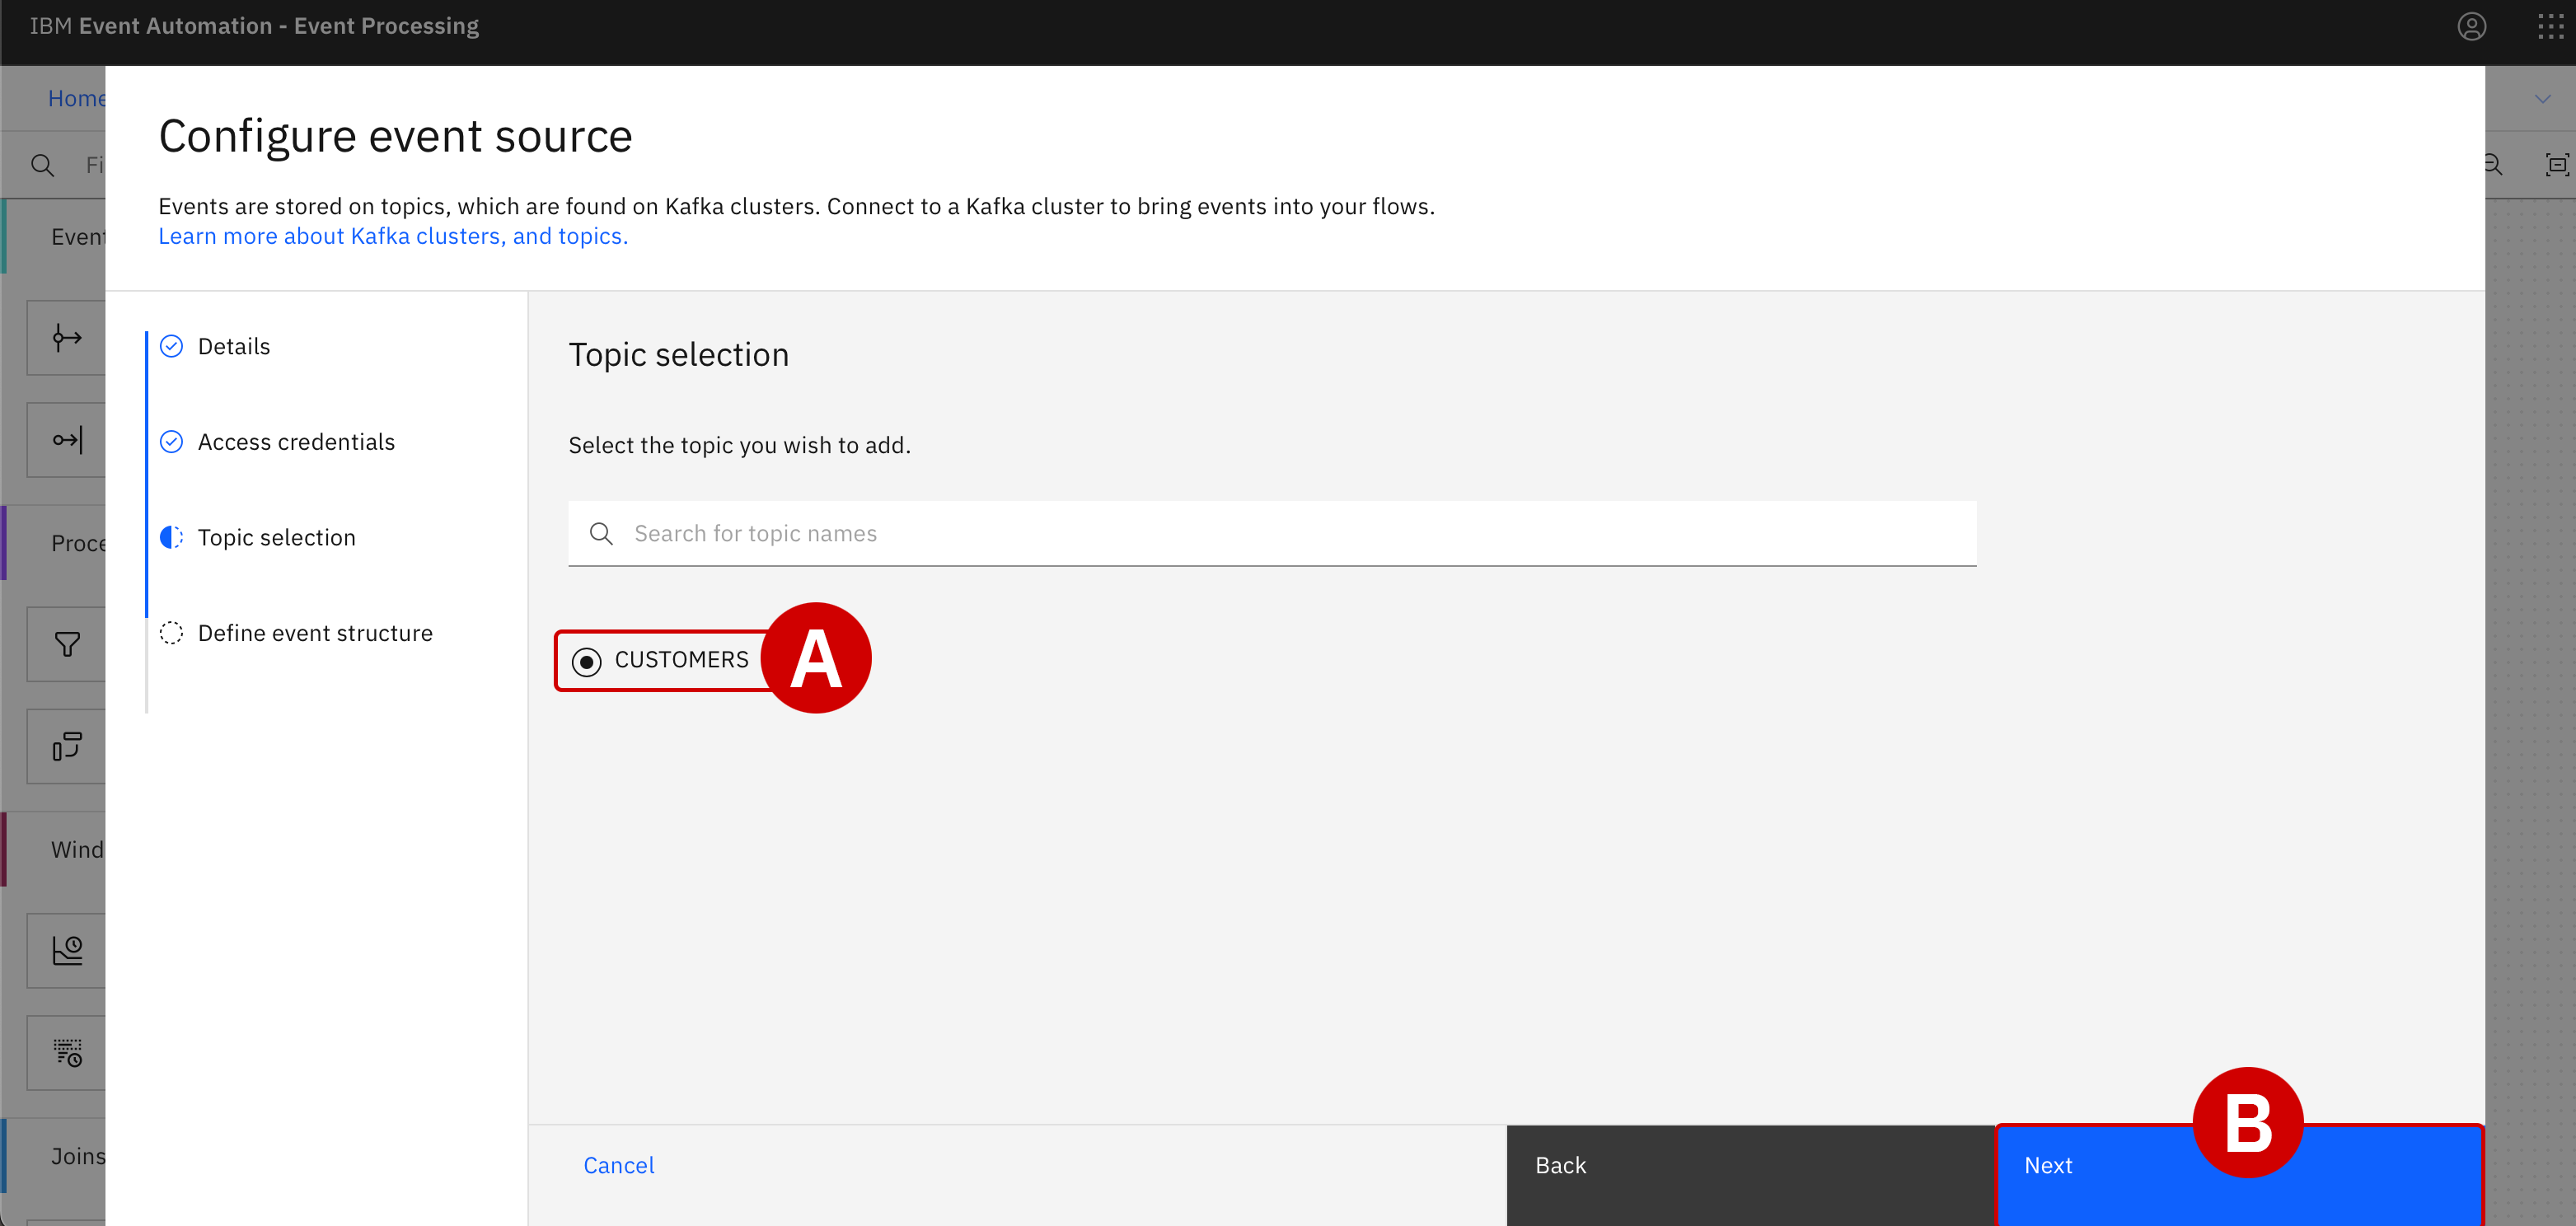 IBM Event Automation - Event Processing
Home
Fi
Configure event source
Events are stored on topics, which are found on Kafka clusters. Connect to a Kafka cluster to bring events into your flows.
Learn more about Kafka clusters, and topics.
Event
Proce
Wind
Joins
Details
Access credentials
Topic selection
Define event structure
Topic selection
Select the topic you wish to add.
Search for topic names
CUSTOMERS
A
B
Cancel
Back
Next